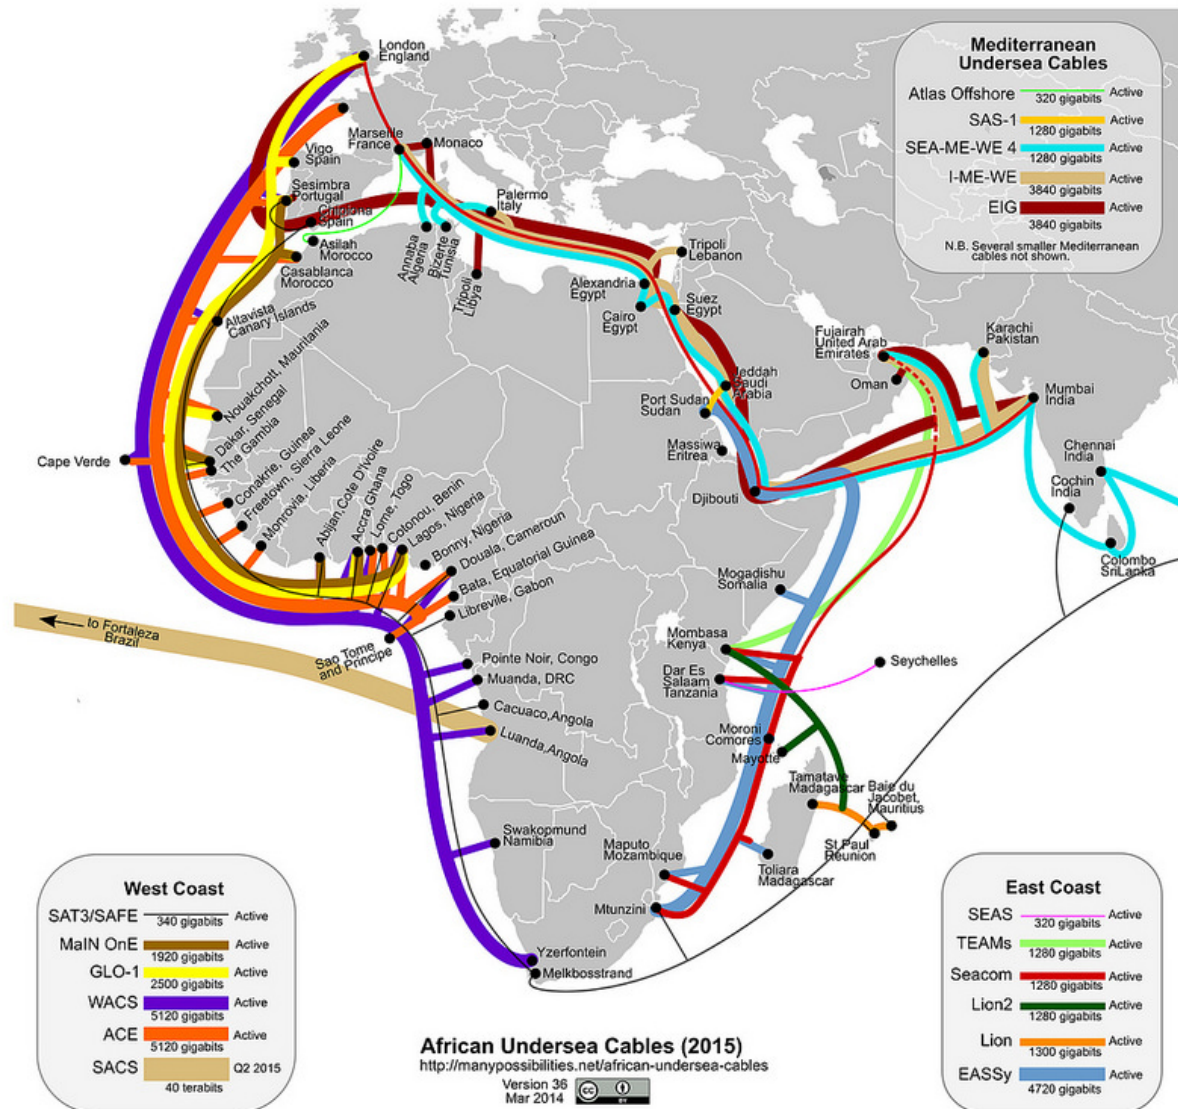 London
England
Vigo
Spain
Marseille
France
Monaco
Sesimbra
Portugal
Chipiona
Spain
Asilah
Morocco
Casablanca
Morocco
Annaba
Algeria
Bizerte
Tunisia
Palermo
Italy
Tripoli
Libya
Tripoli
Lebanon
Alexandria
Egypt
Cairo
Egypt
Suez
Egypt
Altavista
Canary Islands
Nouakchott, Mauritania
Dakar, Senegal
The Gambia
Cape Verde
Conakrie, Guinea
Freetown, Sierra Leone
Monrovia, Liberia
Abijan, Cote D'Ivoire
Accra, Ghana
Lome, Togo
Cotonou, Benin
Lagos, Nigeria
Bonny, Nigeria
Douala, Cameroun
Bata, Equatorial Guinea
Libreville, Gabon
Sao Tome
and Principe
to Fortaleza
Brazil
Pointe Noir, Congo
Muanda, DRC
Cacuaco,Angola
Luanda,Angola
Swakopmund
Namibia
Yzerfontein
Melkbosstrand
Jeddah
Saudi
Arabia
Port Sudan
Sudan
Massiwa
Eritrea
Djibouti
Fujairah
United Arab
Emirates
Oman
Karachi
Pakistan
Mumbai
India
Chennai
India
Cochin
India
Colombo
SriLanka
Mogadishu
Somalia
Mombasa
Kenya
Dar Es
Salaam
Tanzania
Seychelles
Moroni
Comores
Mayotte
Tamatave
Madagascar
Baie du
Jacobet,
Mauritius
St Paul
Reunion
Toliara
Madagascar
Maputo
Mozambique
Mtunzini
Mediterranean
Undersea Cables
Atlas Offshore 320 gigabits Active
SAS-1 1280 gigabits Active
SEA-ME-WE 4 1280 gigabits Active
I-ME-WE 3840 gigabits Active
EIG 3840 gigabits Active
N.B. Several smaller Mediterranean
cables not shown.
West Coast
SAT3/SAFE 340 gigabits Active
MaIN OnE 1920 gigabits Active
GLO-1 2500 gigabits Active
WACS 5120 gigabits Active
ACE 5120 gigabits Active
SACS 40 terabits Q2 2015
East Coast
SEAS 320 gigabits Active
TEAMs 1280 gigabits Active
Seacom 1280 gigabits Active
Lion2 1280 gigabits Active
Lion 1300 gigabits Active
EASSy 4720 gigabits Active
African Undersea Cables (2015)
http://manypossibilities.net/african-undersea-cables
Version 36
Mar 2014
cc
BY